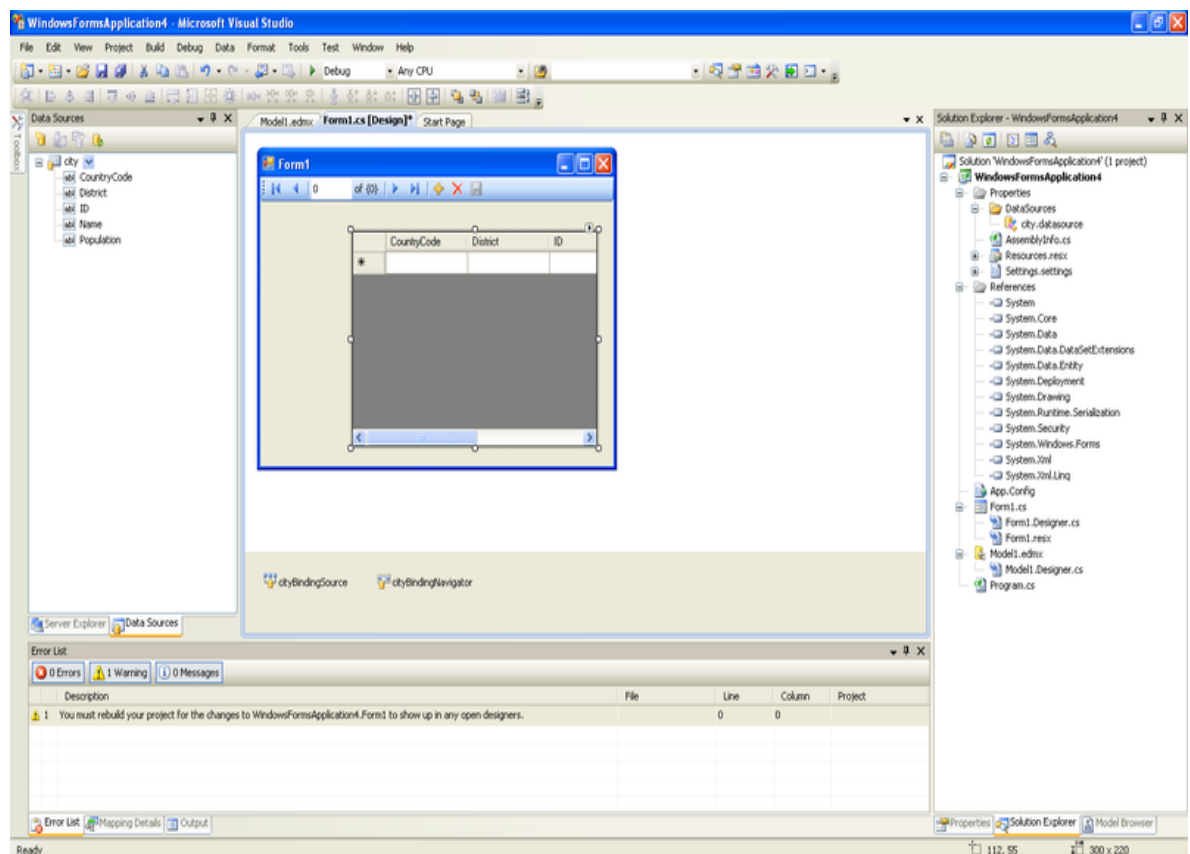 WindowsFormsApplication4 - Microsoft Visual Studio
File Edit View Project Build Debug Data Format Tools Test Window Help
Debug Any CPU
Toolbox
Data Sources
city
CountryCode
District
ID
Name
Population
Server Explorer Data Sources
Model1.edmx Form1.cs [Design]* Start Page
Form1
0 of {0}
CountryCode District ID
cityBindingSource cityBindingNavigator
Solution Explorer - WindowsFormsApplication4
Solution 'WindowsFormsApplication4' (1 project)
WindowsFormsApplication4
Properties
DataSources
city.datasource
AssemblyInfo.cs
Resources.resx
Settings.settings
References
System
System.Core
System.Data
System.Data.DataSetExtensions
System.Data.Entity
System.Deployment
System.Drawing
System.Runtime.Serialization
System.Security
System.Windows.Forms
System.Xml
System.Xml.Linq
App.Config
Form1.cs
Form1.Designer.cs
Form1.resx
Model1.edmx
Model1.Designer.cs
Program.cs
Error List
0 Errors 1 Warning 0 Messages
Description File Line Column Project
1 You must rebuild your project for the changes to WindowsFormsApplication4.Form1 to show up in any open designers. 0 0
Error List Mapping Details Output
Properties Solution Explorer Model Browser
Ready 112, 55 300 x 220